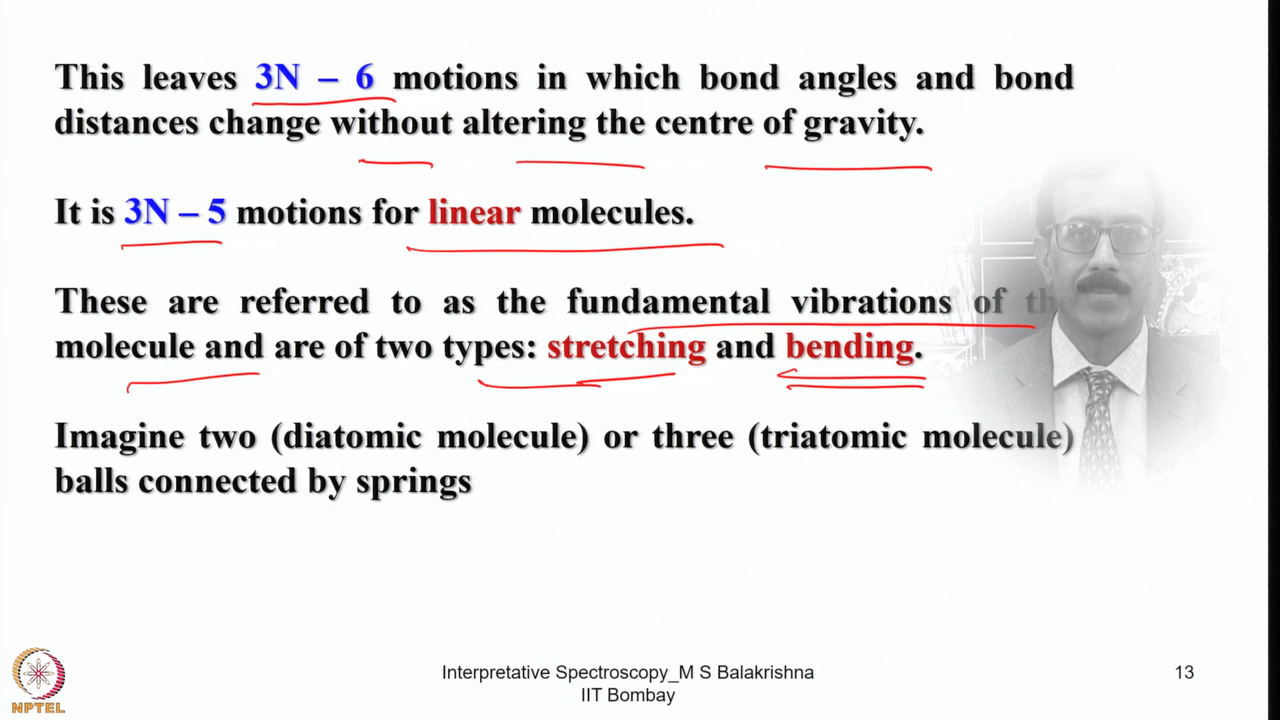 This leaves 3N – 6 motions in which bond angles and bond
distances change without altering the centre of gravity.
It is 3N – 5 motions for linear molecules.
These are referred to as the fundamental vibrations of the
molecule and are of two types: stretching and bending.
Imagine two (diatomic molecule) or three (triatomic molecule)
balls connected by springs
NPTEL
Interpretative Spectroscopy_M S Balakrishna
IIT Bombay
13